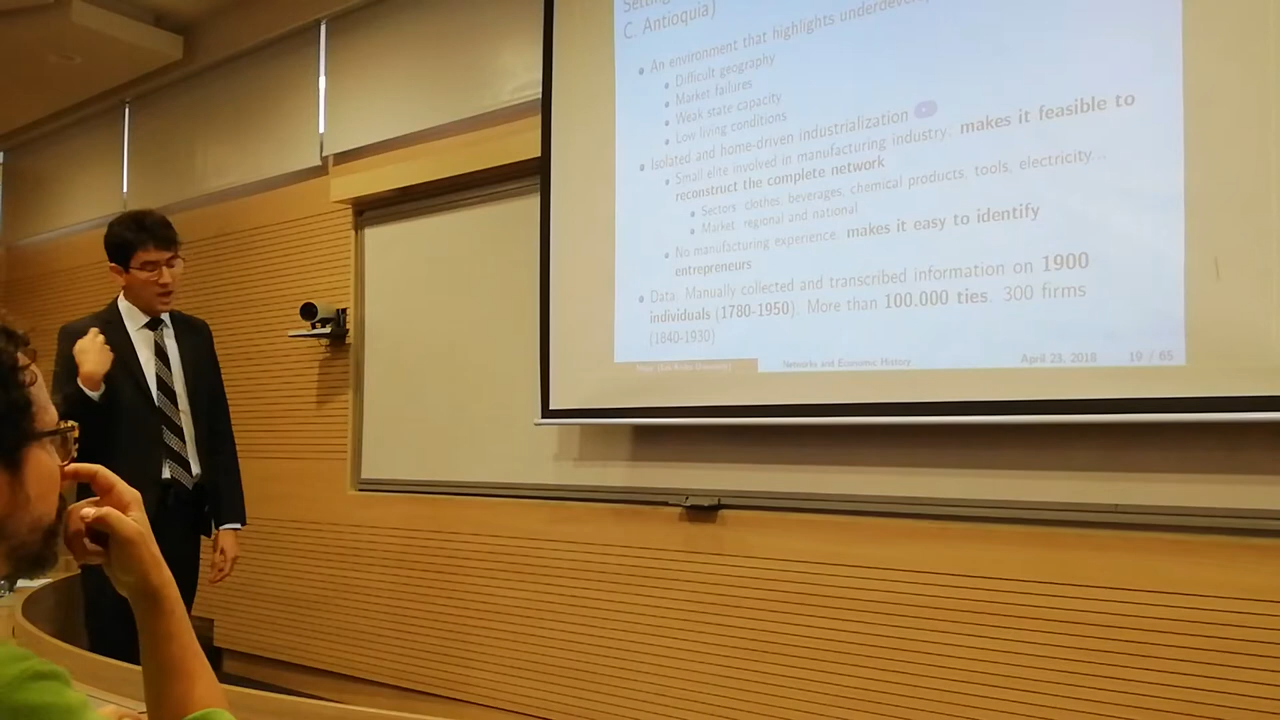 Setting
C. Antioquia)
• An environment that highlights
• Difficult geography
• Market failures
• Weak state capacity
• Low living conditions
• Isolated and home-driven industrialization
• Small elite involved in manufacturing industry: makes it feasible to
reconstruct the complete network
• Sectors: clothes, beverages, chemical products, tools, electricity...
• Market: regional and national
• No manufacturing experience: makes it easy to identify
entrepreneurs
• Data: Manually collected and transcribed information on 1900
individuals (1780-1950). More than 100.000 ties. 300 firms
(1840-1930)
Networks and Economic History April 23, 2018 19 / 65